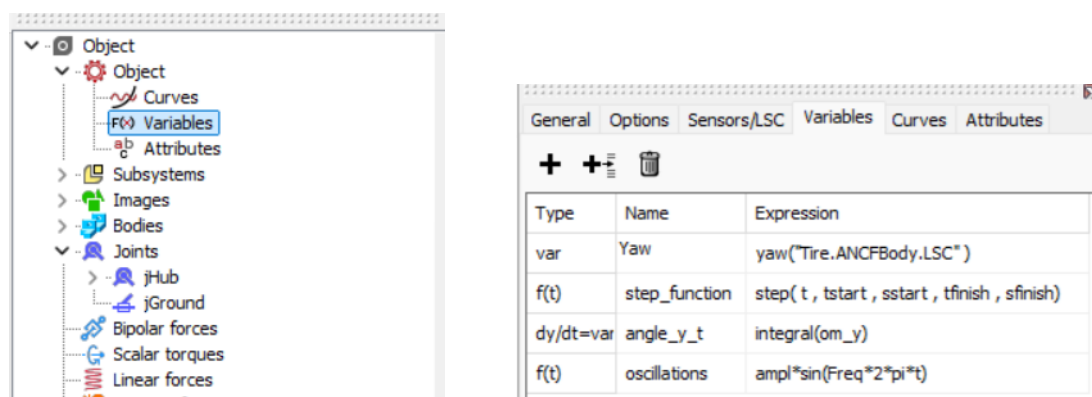 Object
Object
Curves
F(x) Variables
ab
c Attributes
Subsystems
Images
Bodies
Joints
jHub
jGround
Bipolar forces
Scalar torques
Linear forces
General Options Sensors/LSC Variables Curves Attributes
Type Name Expression
var Yaw yaw("Tire.ANCFBody.LSC" )
f(t) step_function step( t , tstart , sstart , tfinish , sfinish)
dy/dt=var angle_y_t integral(om_y)
f(t) oscillations ampl*sin(Freq*2*pi*t)